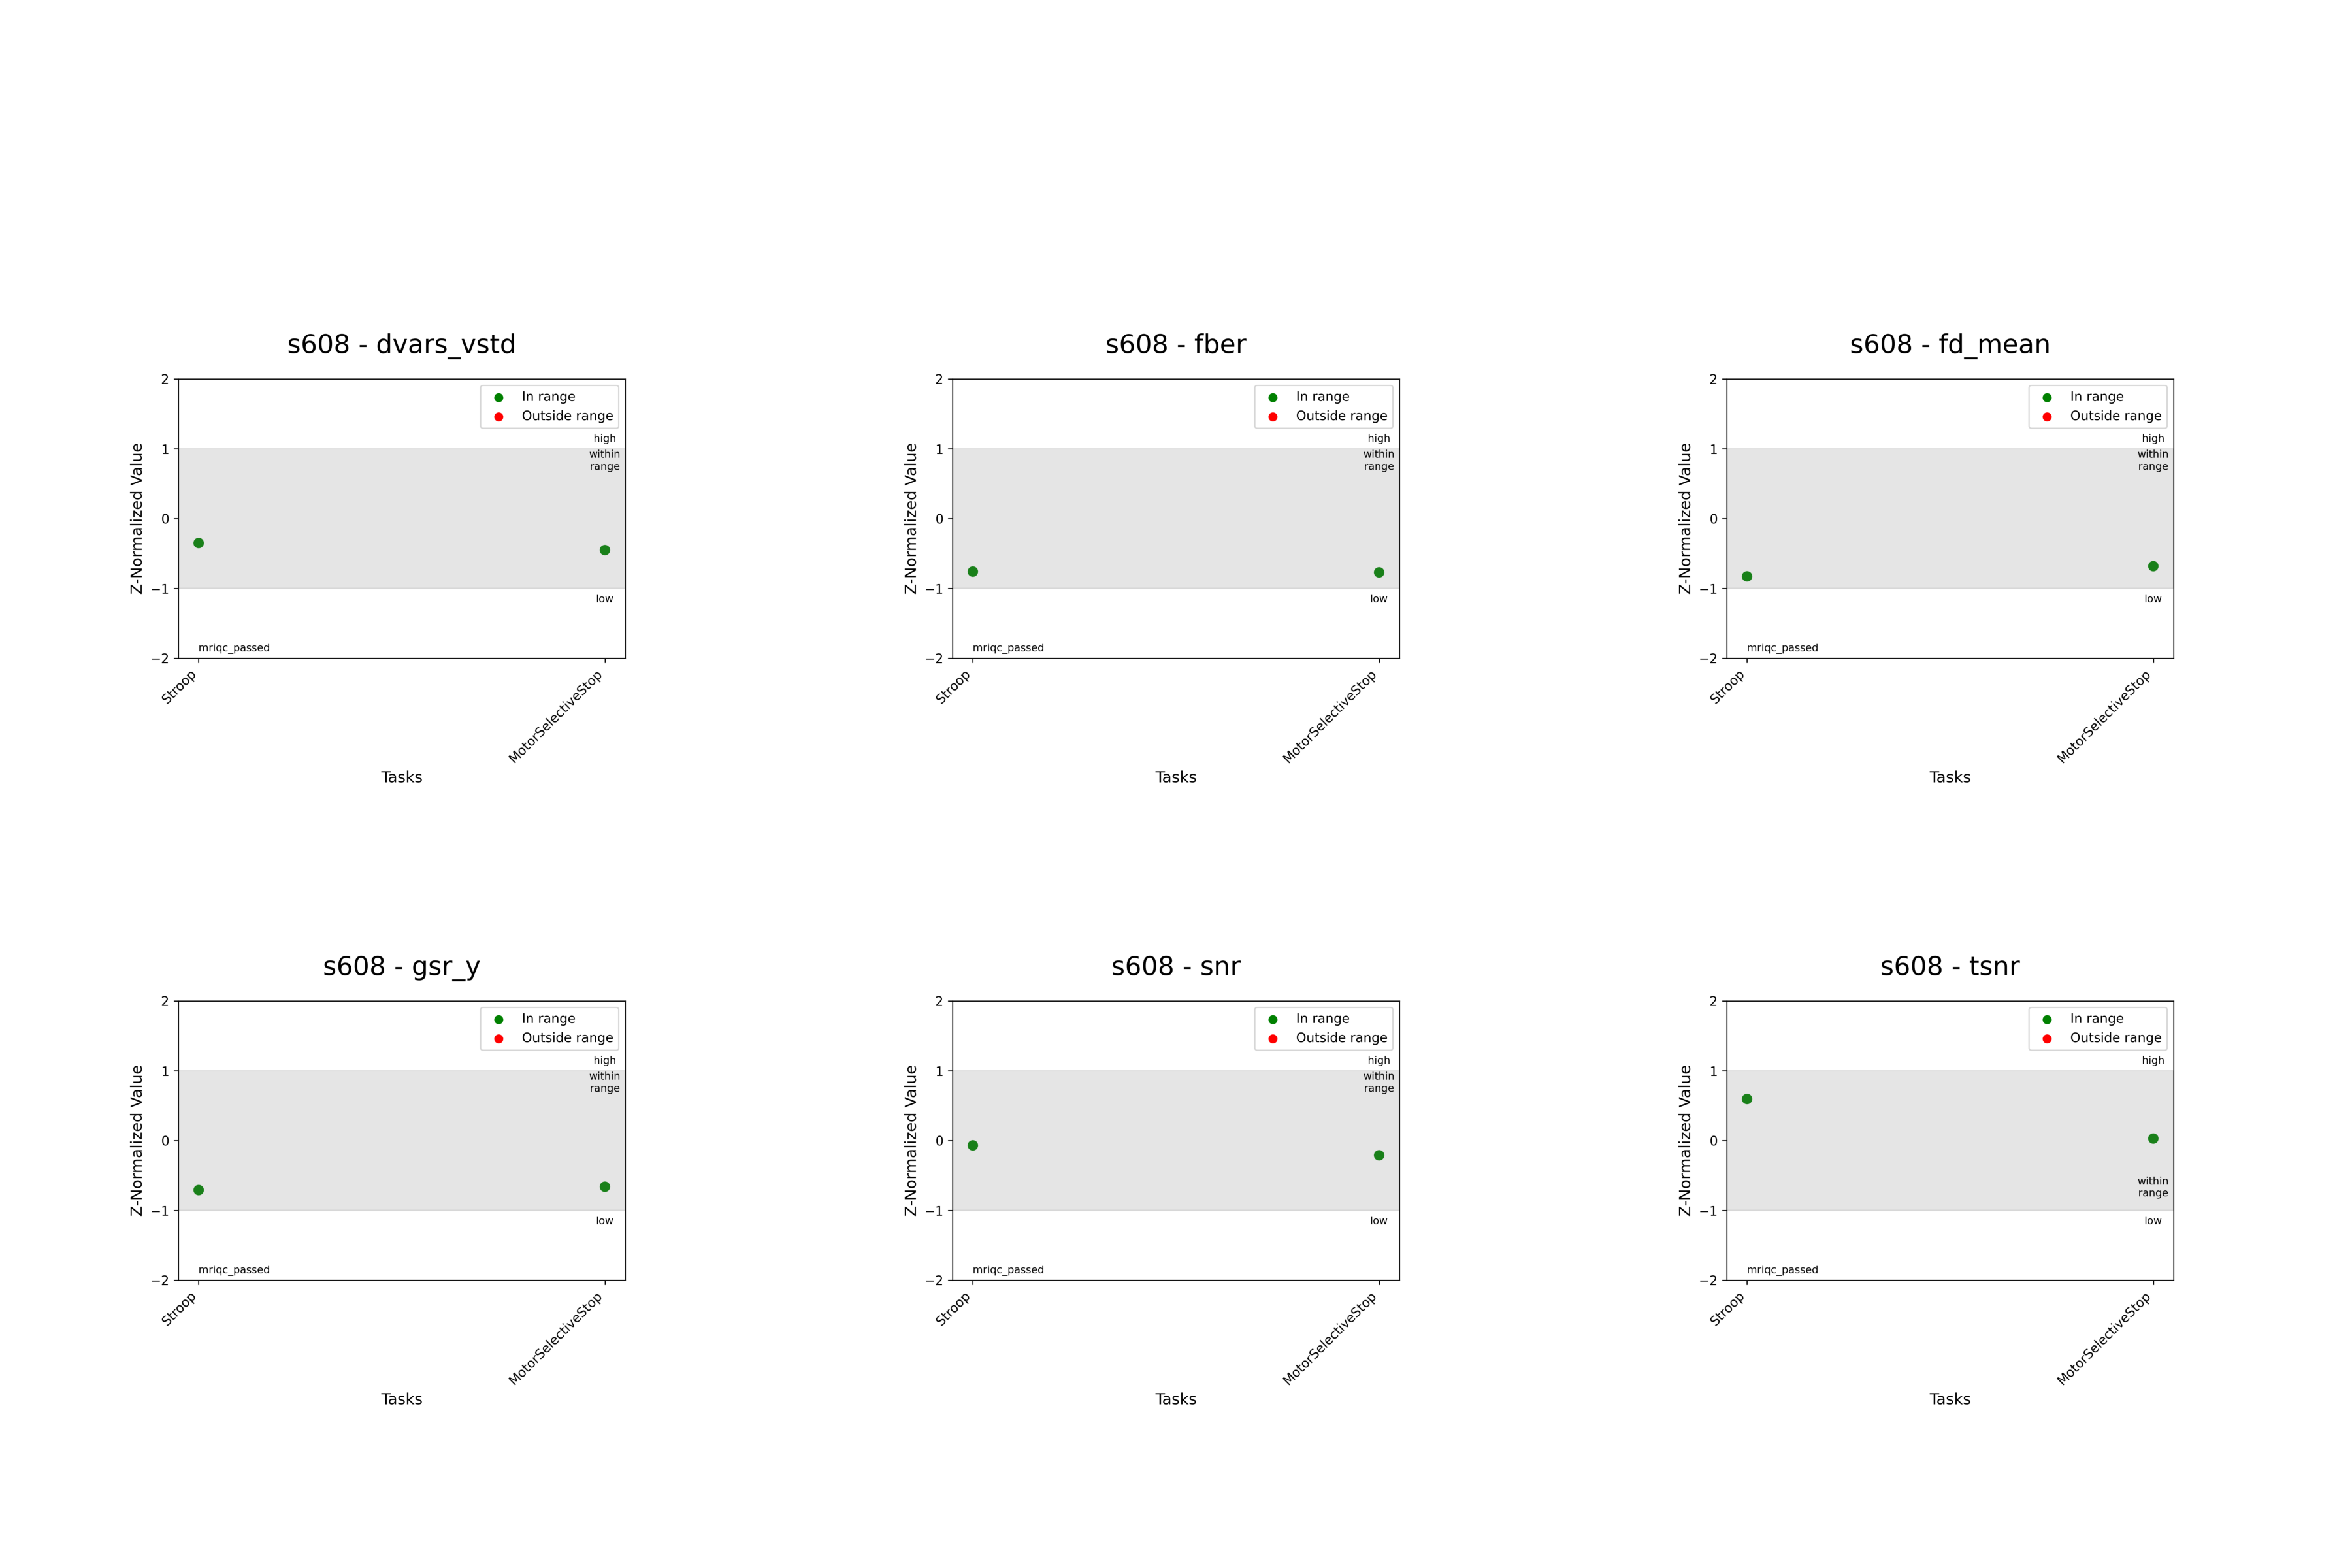 s608 - dvars_vstd
2
In range
Outside range
high
1
within
range
0
−1
low
mriqc_passed
−2
Z-Normalized Value
Stroop
MotorSelectiveStop
Tasks
s608 - fber
2
In range
Outside range
high
1
within
range
0
−1
low
mriqc_passed
−2
Z-Normalized Value
Stroop
MotorSelectiveStop
Tasks
s608 - fd_mean
2
In range
Outside range
high
1
within
range
0
−1
low
mriqc_passed
−2
Z-Normalized Value
Stroop
MotorSelectiveStop
Tasks
s608 - gsr_y
2
In range
Outside range
high
1
within
range
0
−1
low
mriqc_passed
−2
Z-Normalized Value
Stroop
MotorSelectiveStop
Tasks
s608 - snr
2
In range
Outside range
high
1
within
range
0
−1
low
mriqc_passed
−2
Z-Normalized Value
Stroop
MotorSelectiveStop
Tasks
s608 - tsnr
2
In range
Outside range
high
1
0
within
range
−1
low
mriqc_passed
−2
Z-Normalized Value
Stroop
MotorSelectiveStop
Tasks